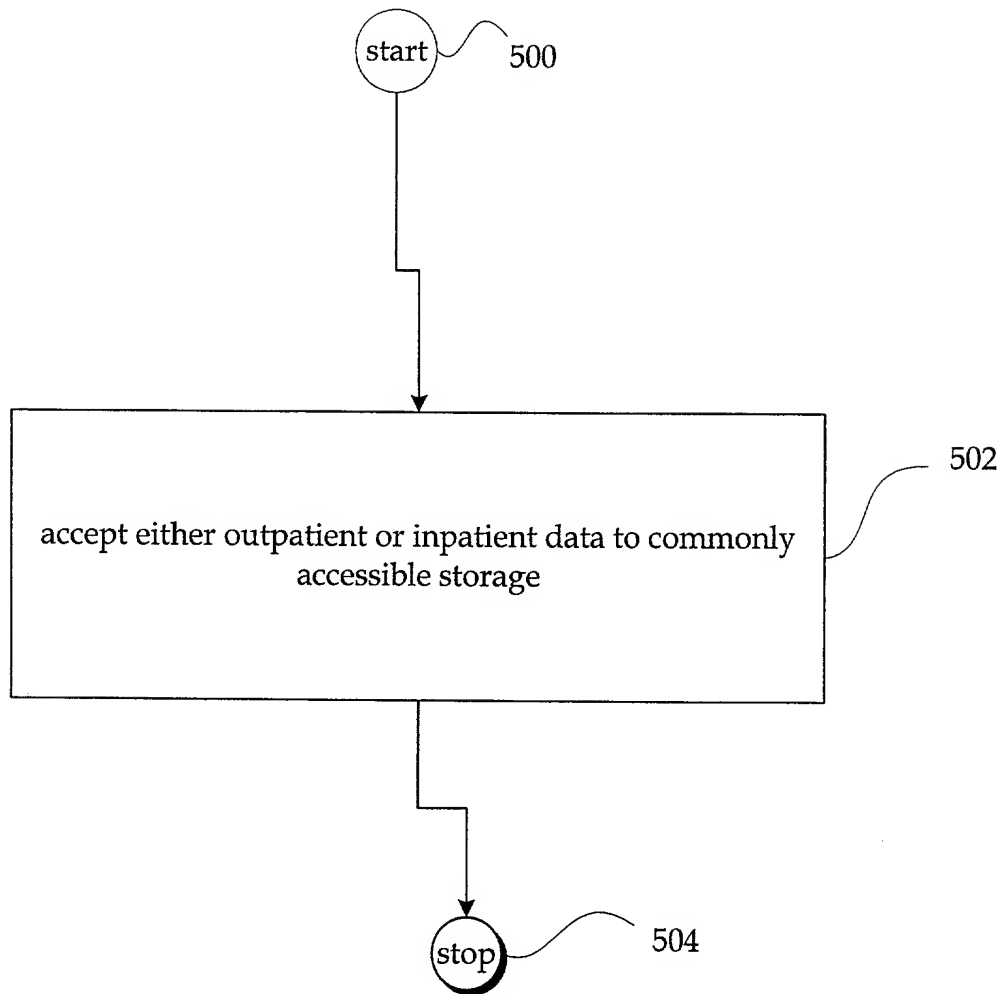 start
500
502
accept either outpatient or inpatient data to commonly
accessible storage
stop
504